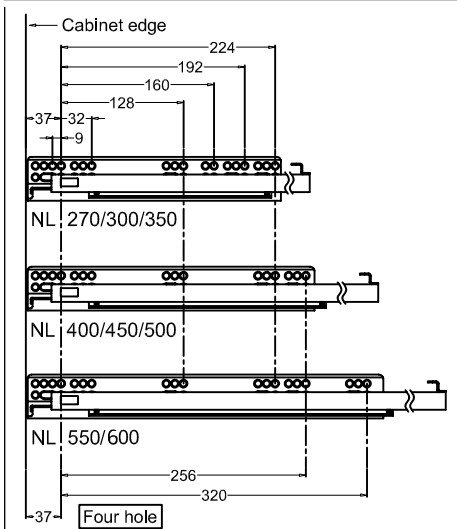 Cabinet edge
224
192
160
128
37 32
9
NL 270/300/350
NL 400/450/500
NL 550/600
256
320
37
Four hole